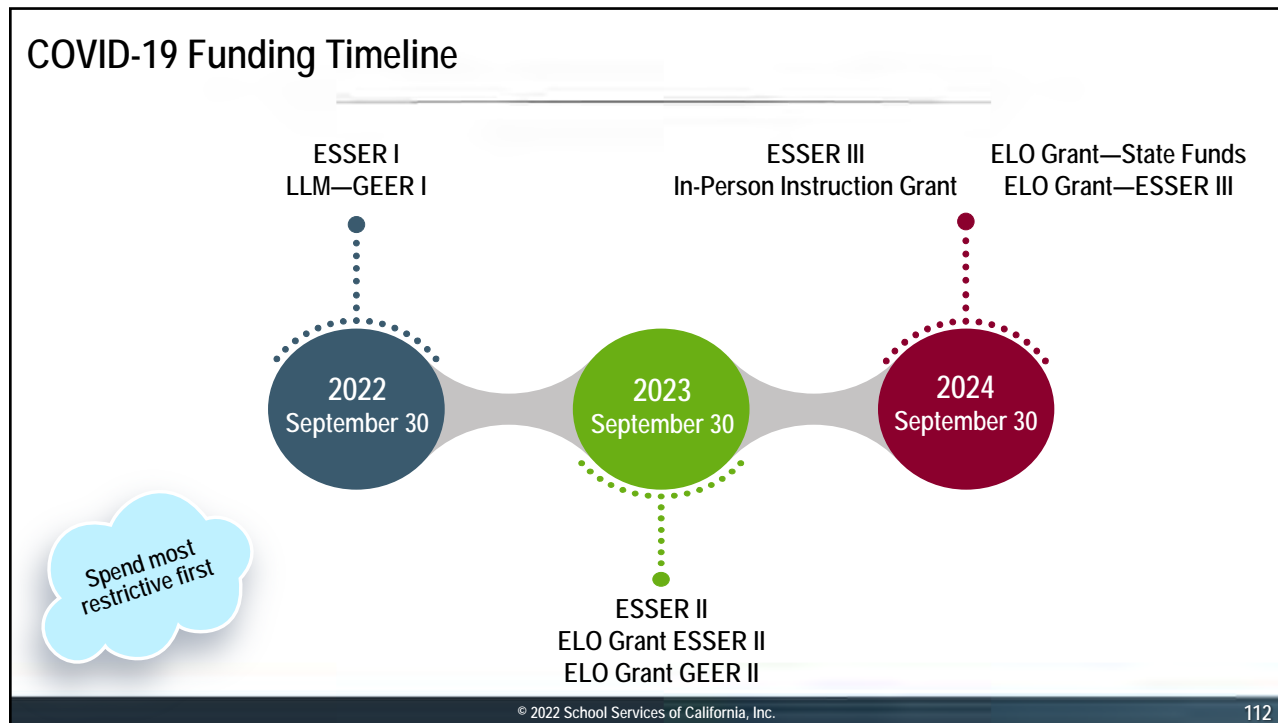 COVID-19 Funding Timeline
ESSER I
LLM—GEER I
ESSER III
In-Person Instruction Grant
ELO Grant—State Funds
ELO Grant—ESSER III
2022
September 30
2023
September 30
2024
September 30
Spend most
restrictive first
ESSER II
ELO Grant ESSER II
ELO Grant GEER II
© 2022 School Services of California, Inc.
112